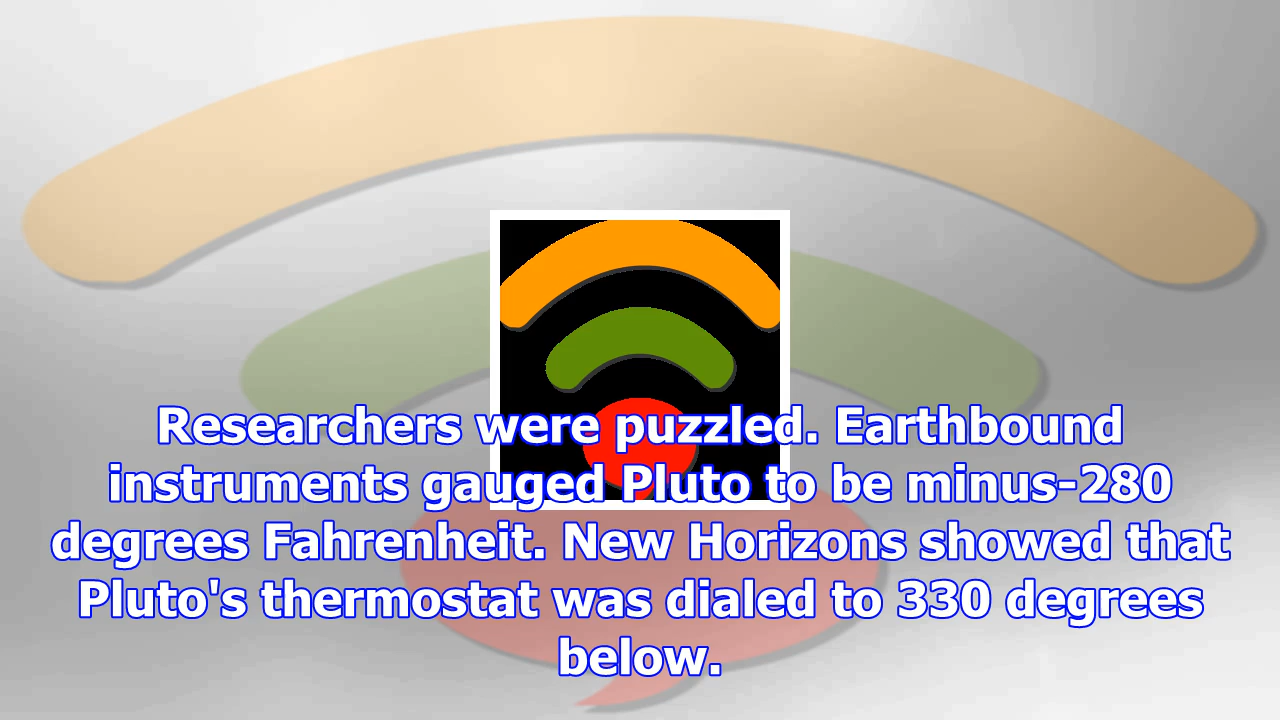 Researchers were puzzled. Earthbound
instruments gauged Pluto to be minus-280
degrees Fahrenheit. New Horizons showed that
Pluto's thermostat was dialed to 330 degrees
below.